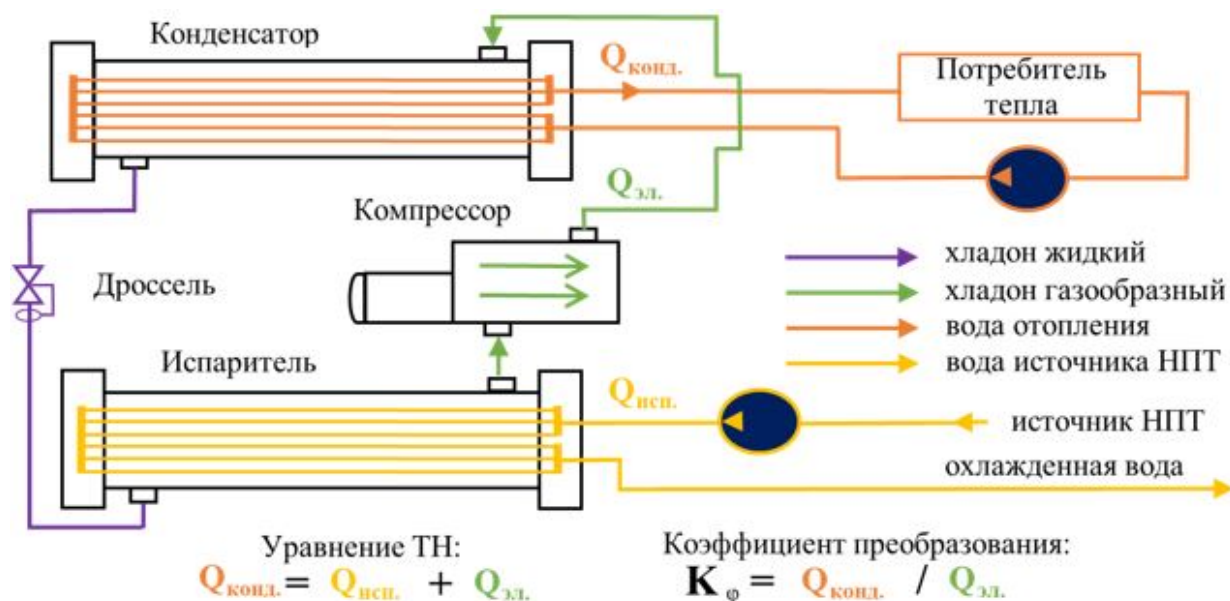 Конденсатор
Qконд.
Потребитель
тепла
Qэл.
Компрессор
хладон жидкий
Дроссель
хладон газообразный
вода отопления
Испаритель
вода источника НПТ
Qисп.
источник НПТ
охлажденная вода
Уравнение ТН:
Qконд. = Qисп. + Qэл.
Коэффициент преобразования:
Kφ = Qконд. / Qэл.